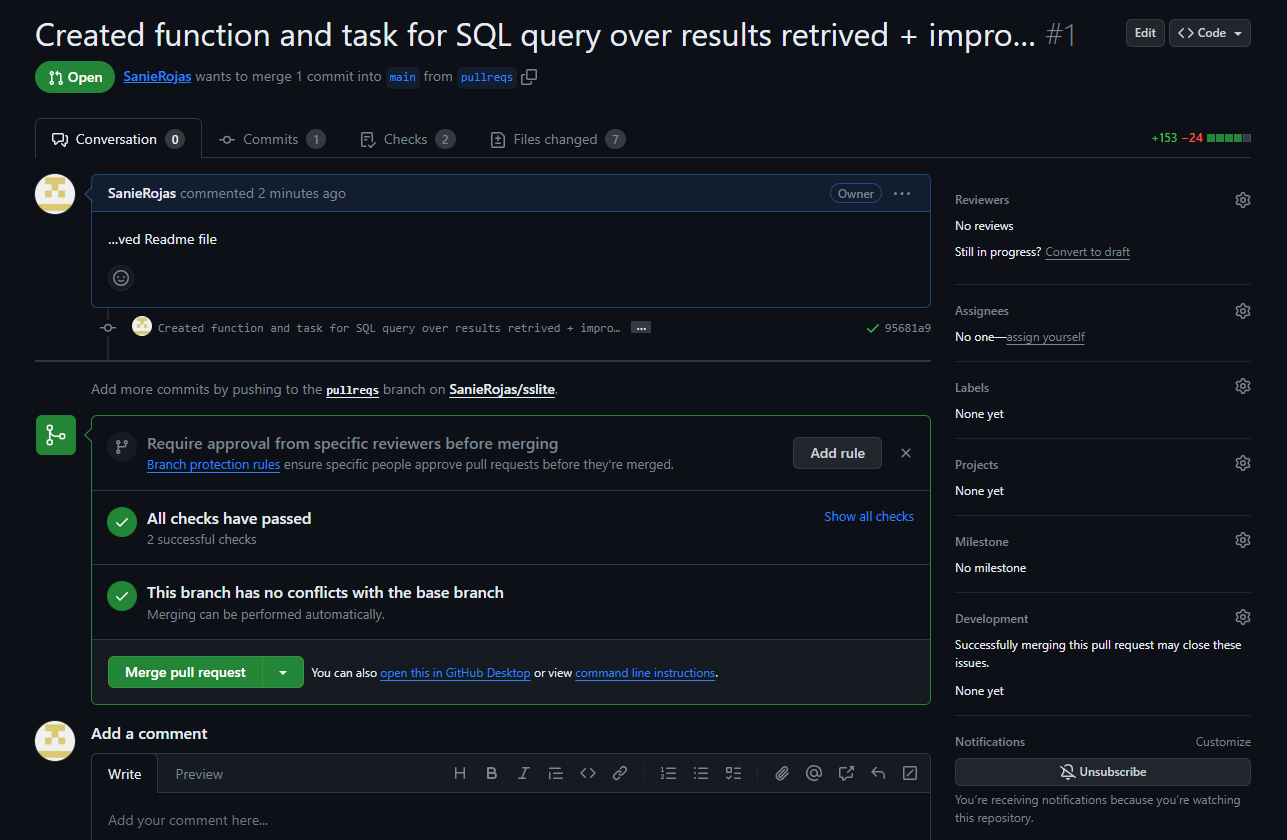 Created function and task for SQL query over results retrived + impro... #1
Edit
Code
Open
SanieRojas wants to merge 1 commit into main from pullreqs
Conversation 0
Commits 1
Checks 2
Files changed 7
+153 −24
SanieRojas commented 2 minutes ago
Owner
...
…ved Readme file
Created function and task for SQL query over results retrived + impro… ...
95681a9
Add more commits by pushing to the pullreqs branch on SanieRojas/sslite.
Require approval from specific reviewers before merging
Branch protection rules ensure specific people approve pull requests before they're merged.
Add rule
All checks have passed
2 successful checks
Show all checks
This branch has no conflicts with the base branch
Merging can be performed automatically.
Merge pull request
You can also open this in GitHub Desktop or view command line instructions.
Add a comment
Write
Preview
H B I
Add your comment here...
Reviewers
No reviews
Still in progress? Convert to draft
Assignees
No one—assign yourself
Labels
None yet
Projects
None yet
Milestone
No milestone
Development
Successfully merging this pull request may close these
issues.
None yet
Notifications
Customize
Unsubscribe
You're receiving notifications because you're watching
this repository.